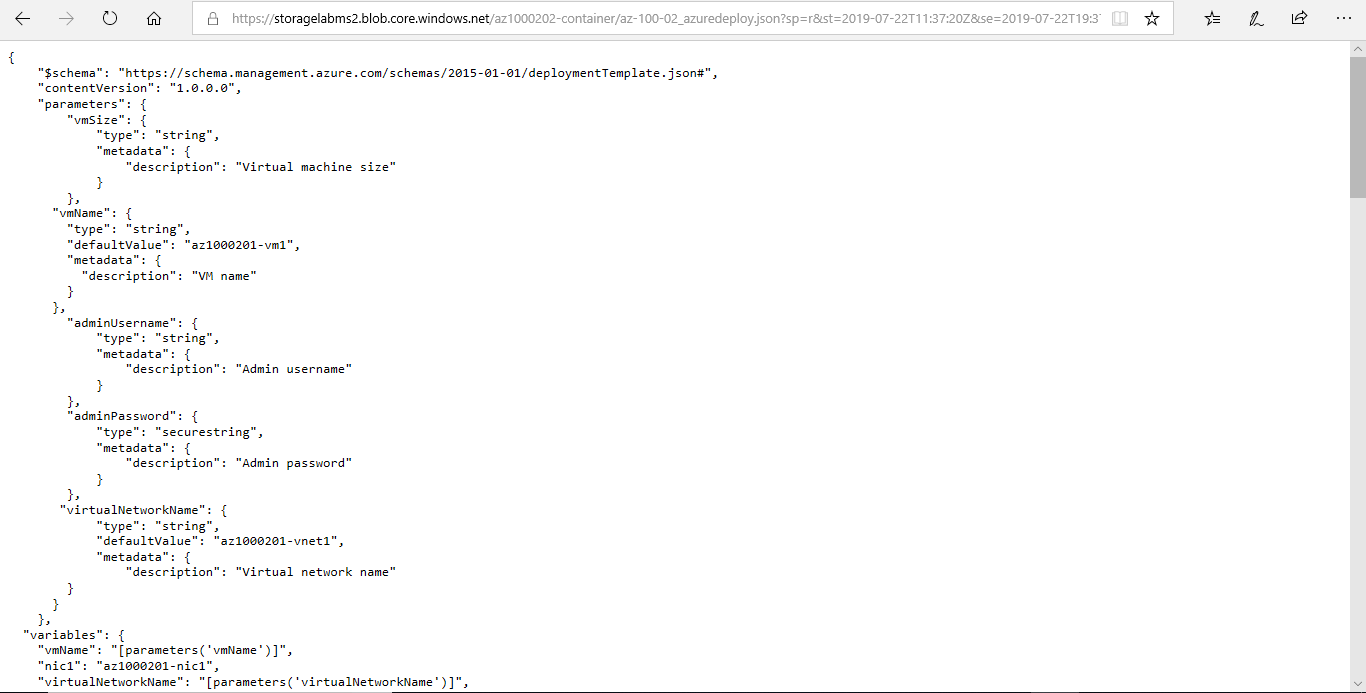 https://storagelabms2.blob.core.windows.net/az1000202-container/az-100-02_azuredeploy.json?sp=r&st=2019-07-22T11:37:20Z&se=2019-07-22T19:3
{
    "$schema": "https://schema.management.azure.com/schemas/2015-01-01/deploymentTemplate.json#",
    "contentVersion": "1.0.0.0",
    "parameters": {
        "vmSize": {
            "type": "string",
            "metadata": {
                "description": "Virtual machine size"
            }
        },
      "vmName": {
        "type": "string",
        "defaultValue": "az1000201-vm1",
        "metadata": {
          "description": "VM name"
        }
      },
        "adminUsername": {
            "type": "string",
            "metadata": {
                "description": "Admin username"
            }
        },
        "adminPassword": {
            "type": "securestring",
            "metadata": {
                "description": "Admin password"
            }
        },
       "virtualNetworkName": {
            "type": "string",
            "defaultValue": "az1000201-vnet1",
            "metadata": {
                "description": "Virtual network name"
        }
      }
    },
  "variables": {
    "vmName": "[parameters('vmName')]",
    "nic1": "az1000201-nic1",
    "virtualNetworkName": "[parameters('virtualNetworkName')]",